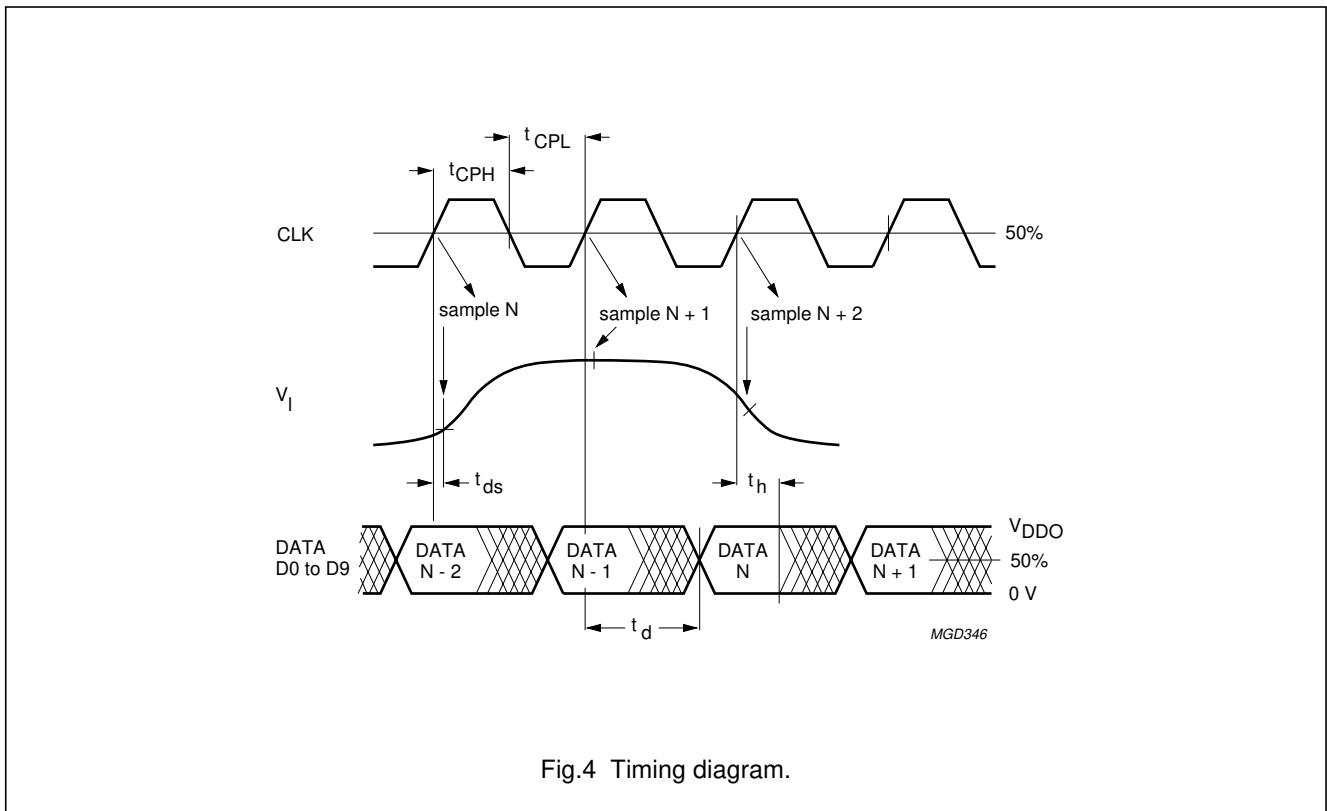 t CPL
t CPH
CLK
50%
sample N
sample N + 1
sample N + 2
V I
t ds
t h
DATA
D0 to D9
DATA
N - 2
DATA
N - 1
DATA
N
DATA
N + 1
V DDO
50%
0 V
t d
MGD346
Fig.4 Timing diagram.